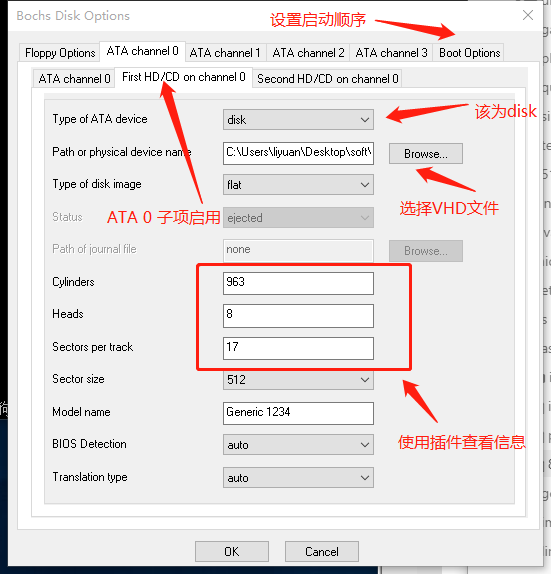 Bochs Disk Options
设置启动顺序
Floppy Options ATA channel 0 ATA channel 1 ATA channel 2 ATA channel 3 Boot Options
ATA channel 0 First HD/CD on channel 0 Second HD/CD on channel 0
Type of ATA device disk
该为disk
Path or physical device name C:\Users\liyuan\Desktop\soft\ Browse...
Type of disk image flat
选择VHD文件
ATA 0 子项启用
Status ejected
Path of journal file none Browse...
Cylinders 963
Heads 8
Sectors per track 17
Sector size 512
Model name Generic 1234
使用插件查看信息
BIOS Detection auto
Translation type auto
OK Cancel